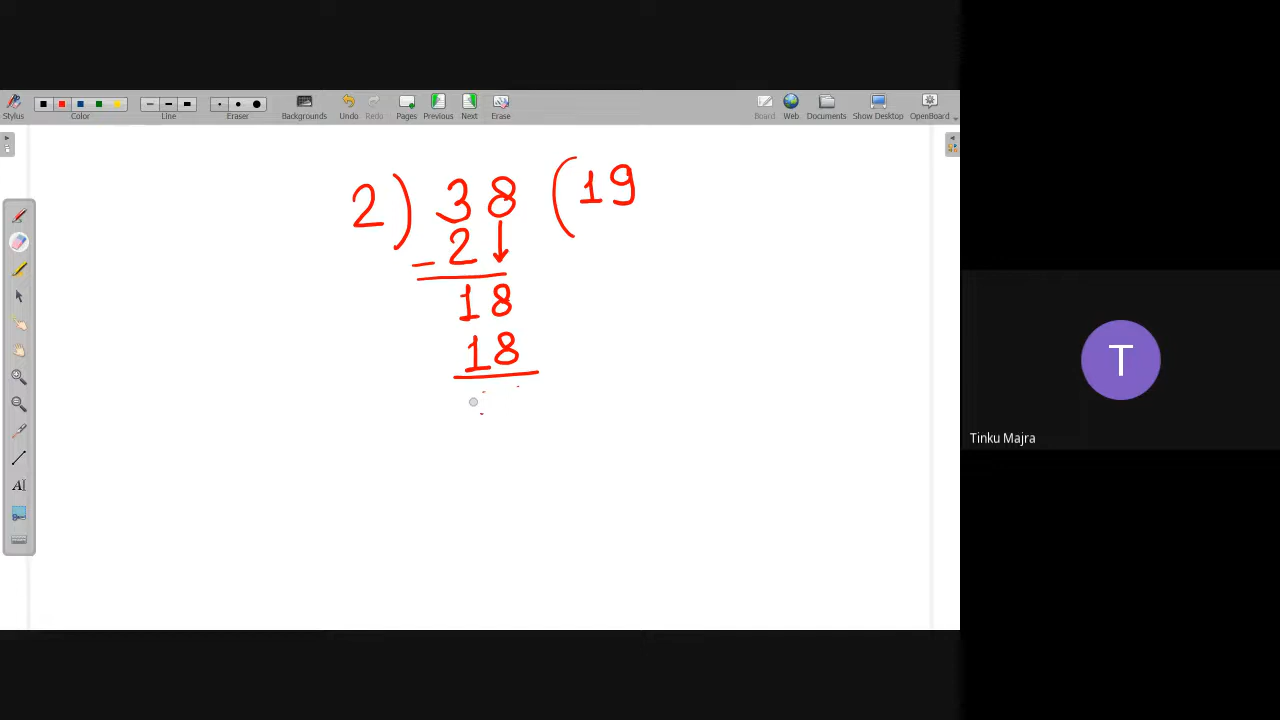 Stylus Color Line Eraser Backgrounds Undo Redo Pages Previous Next Erase Board Web Documents Show Desktop OpenBoard
2) 38 (19
- 2 ↓
18
18
AI
T
Tinku Majra